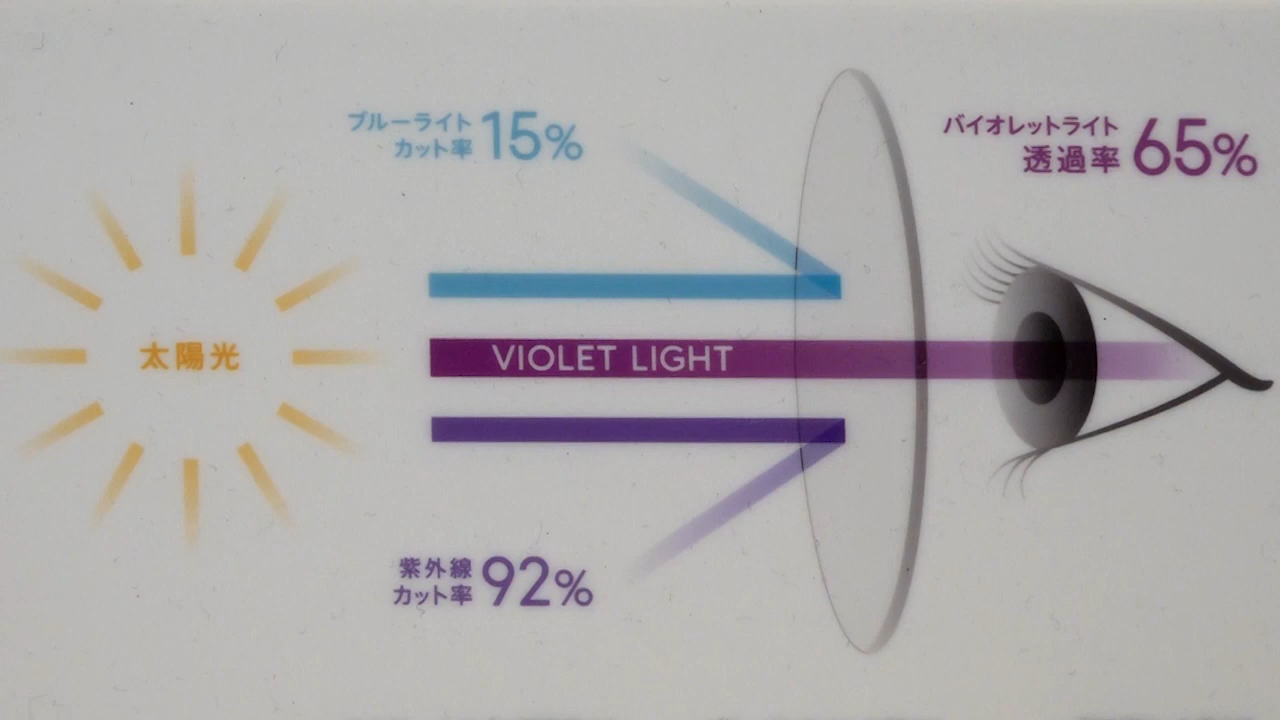 ブルーライト
カット率 15%
バイオレットライト
透過率 65%
太陽光
VIOLET LIGHT
紫外線
カット率 92%